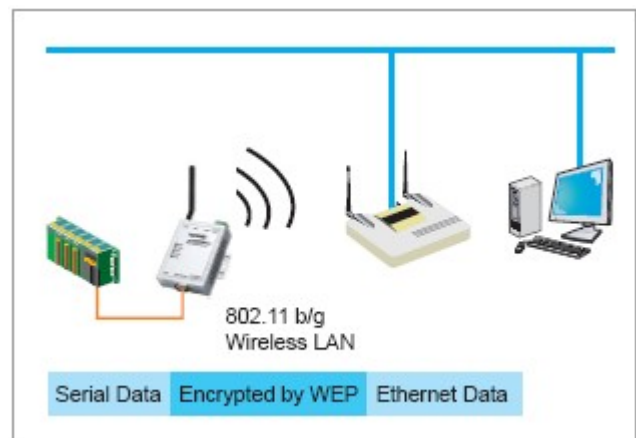 802.11 b/g
Wireless LAN
Serial Data Encrypted by WEP Ethernet Data